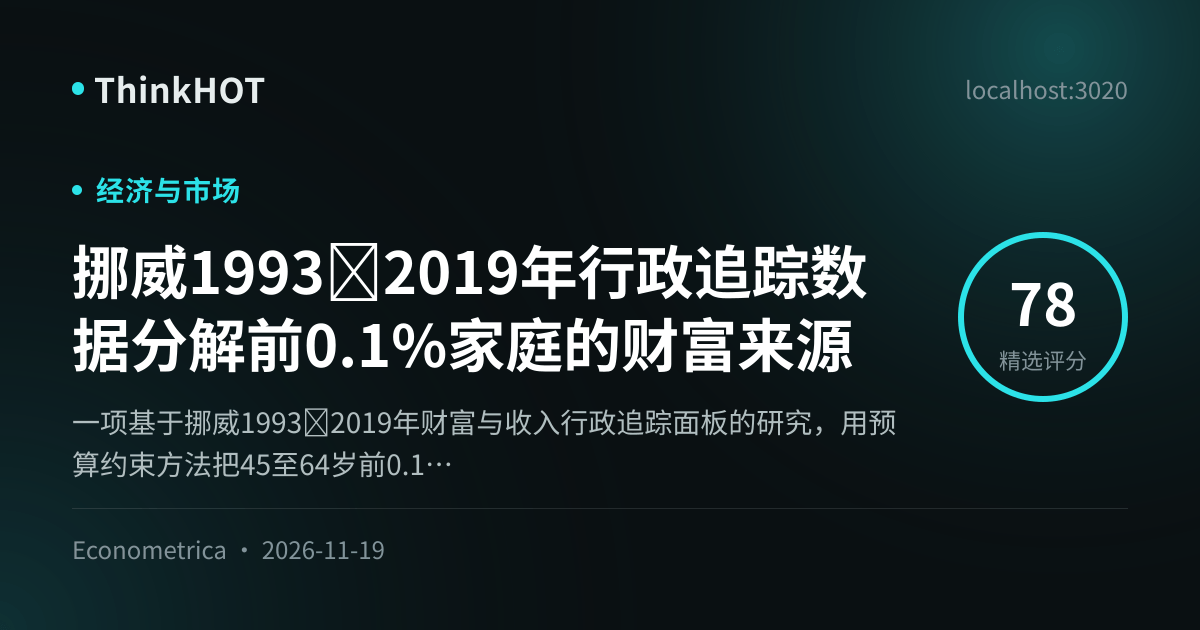 ThinkHOT
localhost:3020
经济与市场
挪威1993☒2019年行政追踪数
据分解前0.1%家庭的财富来源
78
精选评分
一项基于挪威1993☒2019年财富与收入行政追踪面板的研究，用预
算约束方法把45至64岁前0.1…
Econometrica • 2026-11-19